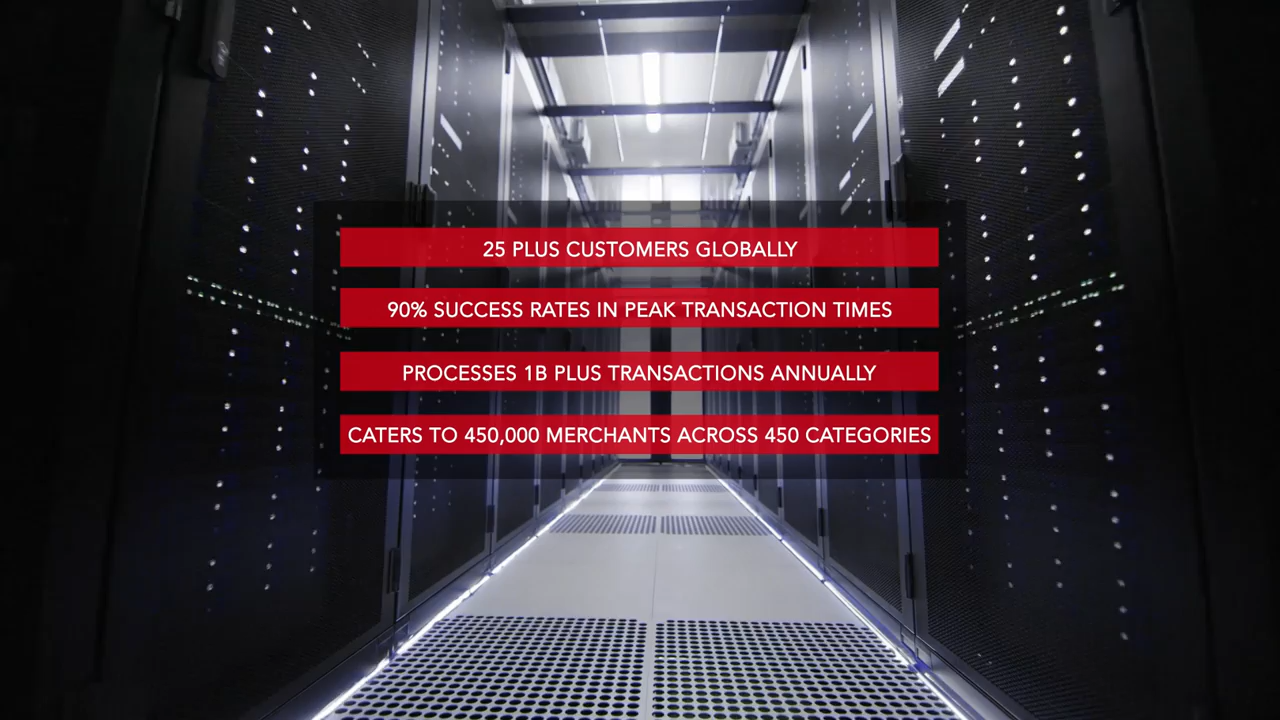 25 PLUS CUSTOMERS GLOBALLY
90% SUCCESS RATES IN PEAK TRANSACTION TIMES
PROCESSES 1B PLUS TRANSACTIONS ANNUALLY
CATERS TO 450,000 MERCHANTS ACROSS 450 CATEGORIES